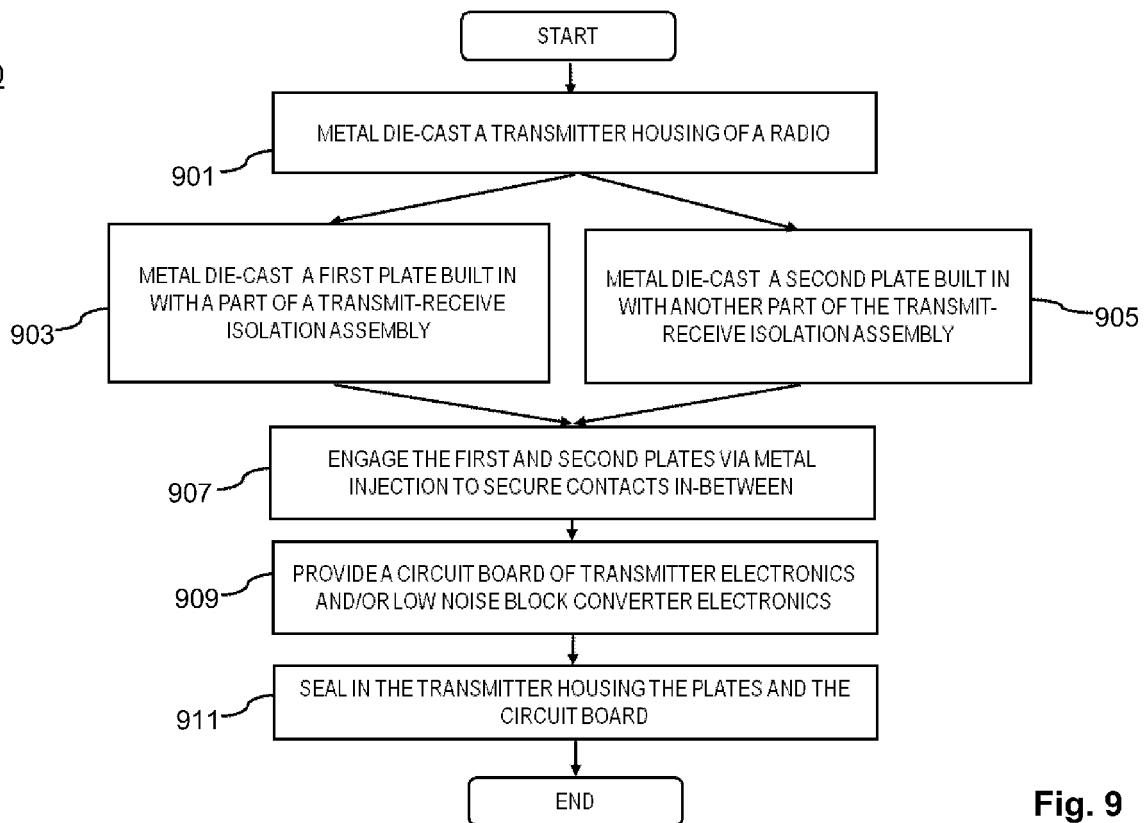 START
METAL DIE-CAST A TRANSMITTER HOUSING OF A RADIO
901
METAL DIE-CAST A FIRST PLATE BUILT IN
WITH A PART OF A TRANSMIT-RECEIVE
ISOLATION ASSEMBLY
903
METAL DIE-CAST A SECOND PLATE BUILT IN
WITH ANOTHER PART OF THE TRANSMIT-
RECEIVE ISOLATION ASSEMBLY
905
ENGAGE THE FIRST AND SECOND PLATES VIA METAL
INJECTION TO SECURE CONTACTS IN-BETWEEN
907
PROVIDE A CIRCUIT BOARD OF TRANSMITTER ELECTRONICS
AND/OR LOW NOISE BLOCK CONVERTER ELECTRONICS
909
SEAL IN THE TRANSMITTER HOUSING THE PLATES AND THE
CIRCUIT BOARD
911
END
Fig. 9